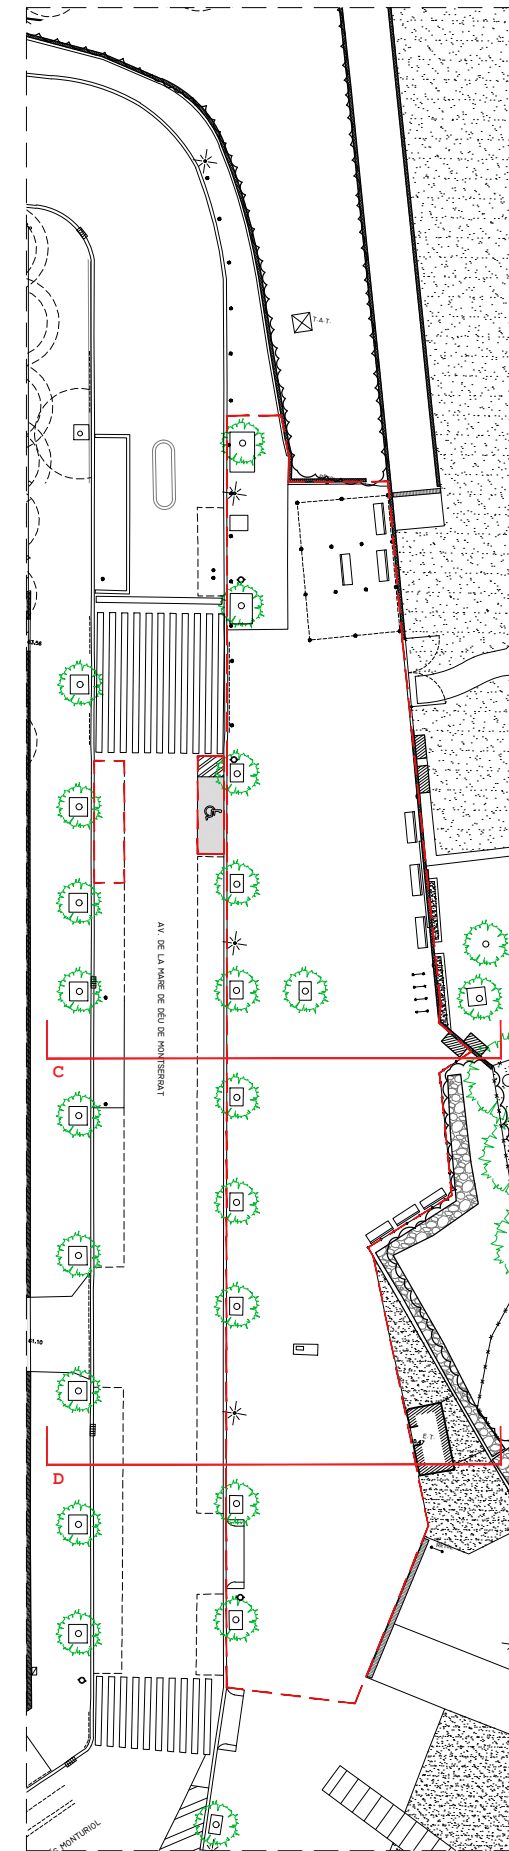 T.A.T.
AV. DE LA MARE DE DÉU DE MONTSERRAT
C
E.T.
D
MONTURIOL